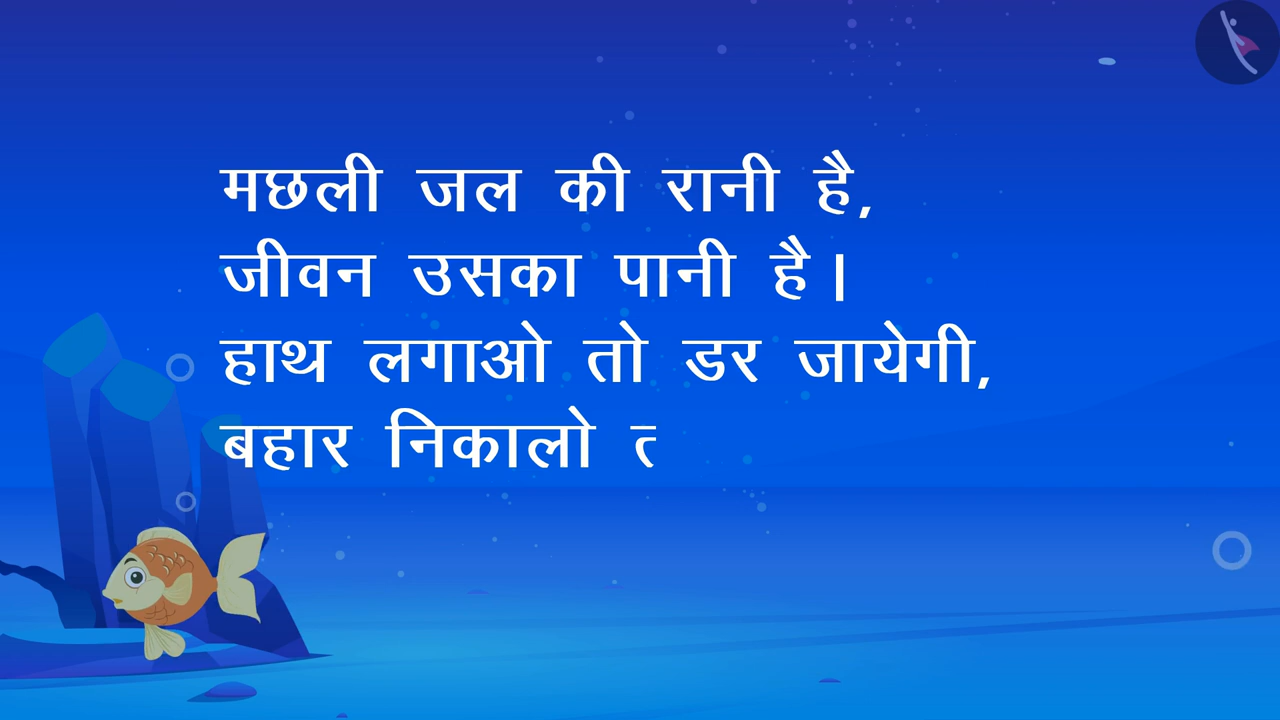 मछली जल की रानी है,
जीवन उसका पानी है।
हाथ लगाओ तो डर जायेगी,
बहार निकालो